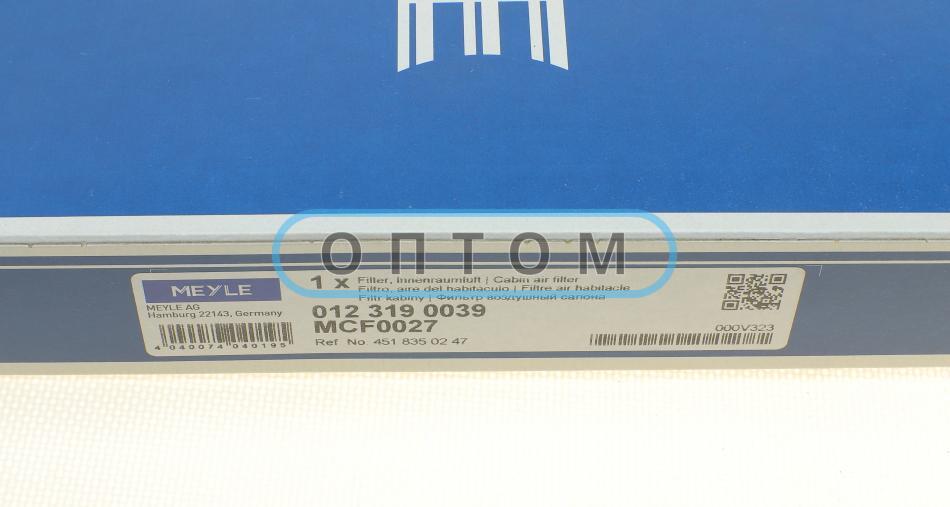 ОПТОМ
MEYLE
MEYLE AG
Hamburg 22143, Germany
4 040074 040195
1 x Filter, Innenraumluft | Cabin air filter
Filtro, aire del habitáculo | Filtre air habitacle
Filtr kabiny | Фильтр воздушный салона
012 319 0039
MCF0027
Ref No. 451 835 02 47
000V323